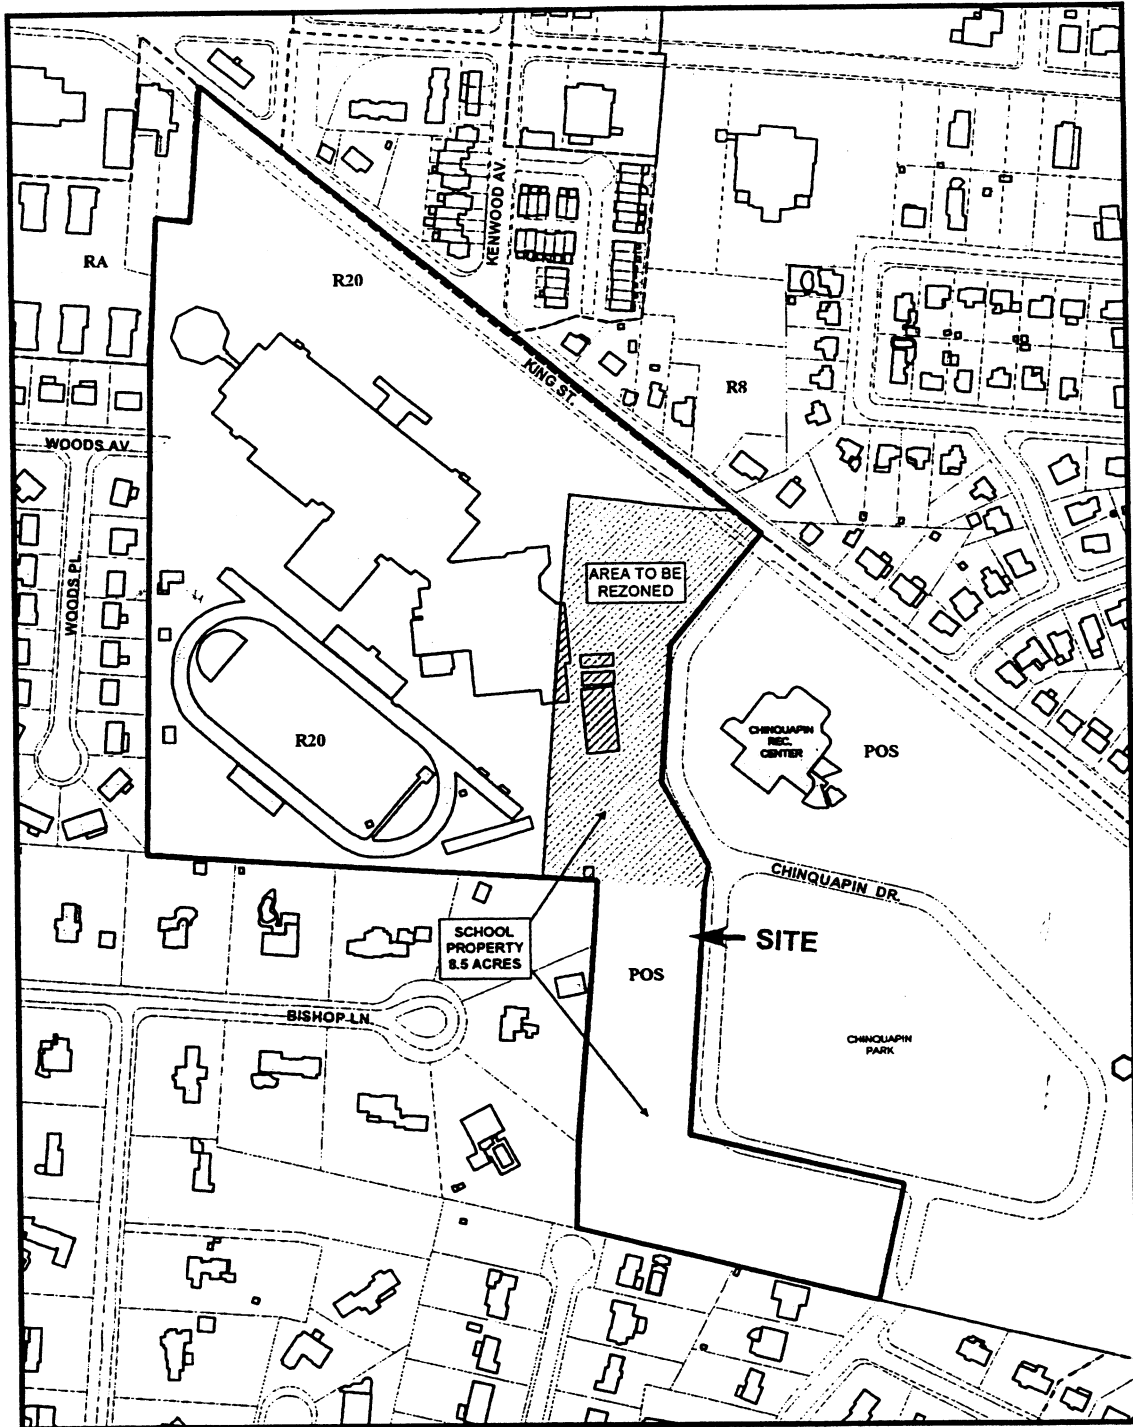 KENWOOD AV.
RA
R20
KING ST.
R8
WOODS AV.
WOODS PL.
AREA TO BE
REZONED
R20
CHINQUAPIN
REC.
CENTER
POS
CHINQUAPIN DR.
SCHOOL
PROPERTY
8.5 ACRES
SITE
POS
BISHOP LN.
CHINQUAPIN
PARK